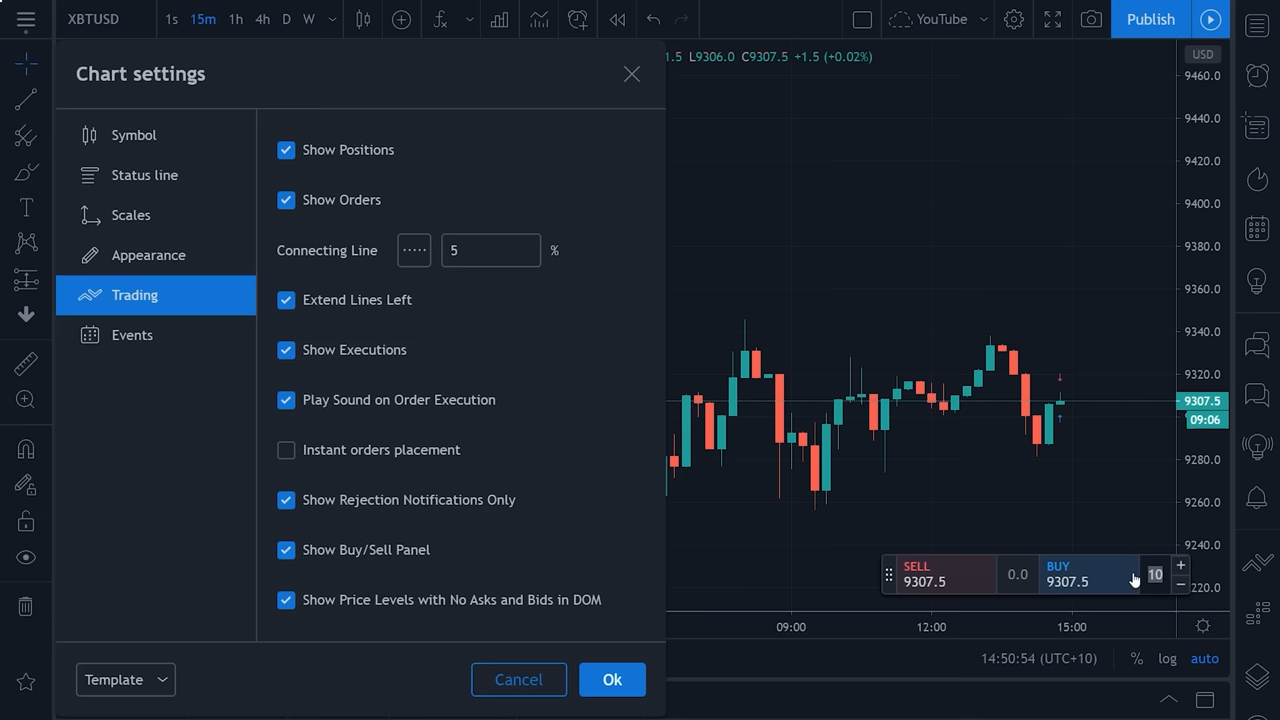 XBTUSD 1s 15m 1h 4h D W YouTube Publish
Chart settings
1.5 L9306.0 C9307.5 +1.5 (+0.02%)
USD
Symbol
Status line
Scales
Appearance
Trading
Events
Show Positions
Show Orders
Connecting Line 5 %
Extend Lines Left
Show Executions
Play Sound on Order Execution
Instant orders placement
Show Rejection Notifications Only
Show Buy/Sell Panel
Show Price Levels with No Asks and Bids in DOM
Template
Cancel
Ok
9460.0
9440.0
9420.0
9400.0
9380.0
9360.0
9340.0
9320.0
9307.5
09:06
9280.0
9260.0
9240.0
9220.0
SELL
9307.5
0.0
BUY
9307.5
10
+
−
09:00 12:00 15:00
14:50:54 (UTC+10) % log auto